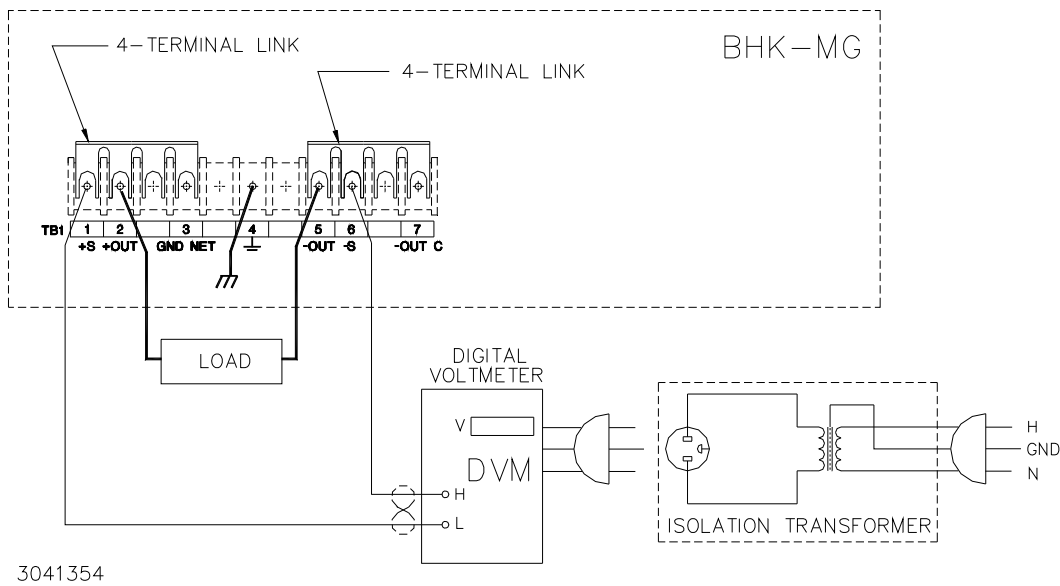 4-TERMINAL LINK
BHK-MG
4-TERMINAL LINK
TB1 1 2 3 4 5 6 7
+S +OUT GND NET -OUT -S -OUT C
LOAD
DIGITAL
VOLTMETER
V
DVM
H
L
H
GND
N
ISOLATION TRANSFORMER
3041354